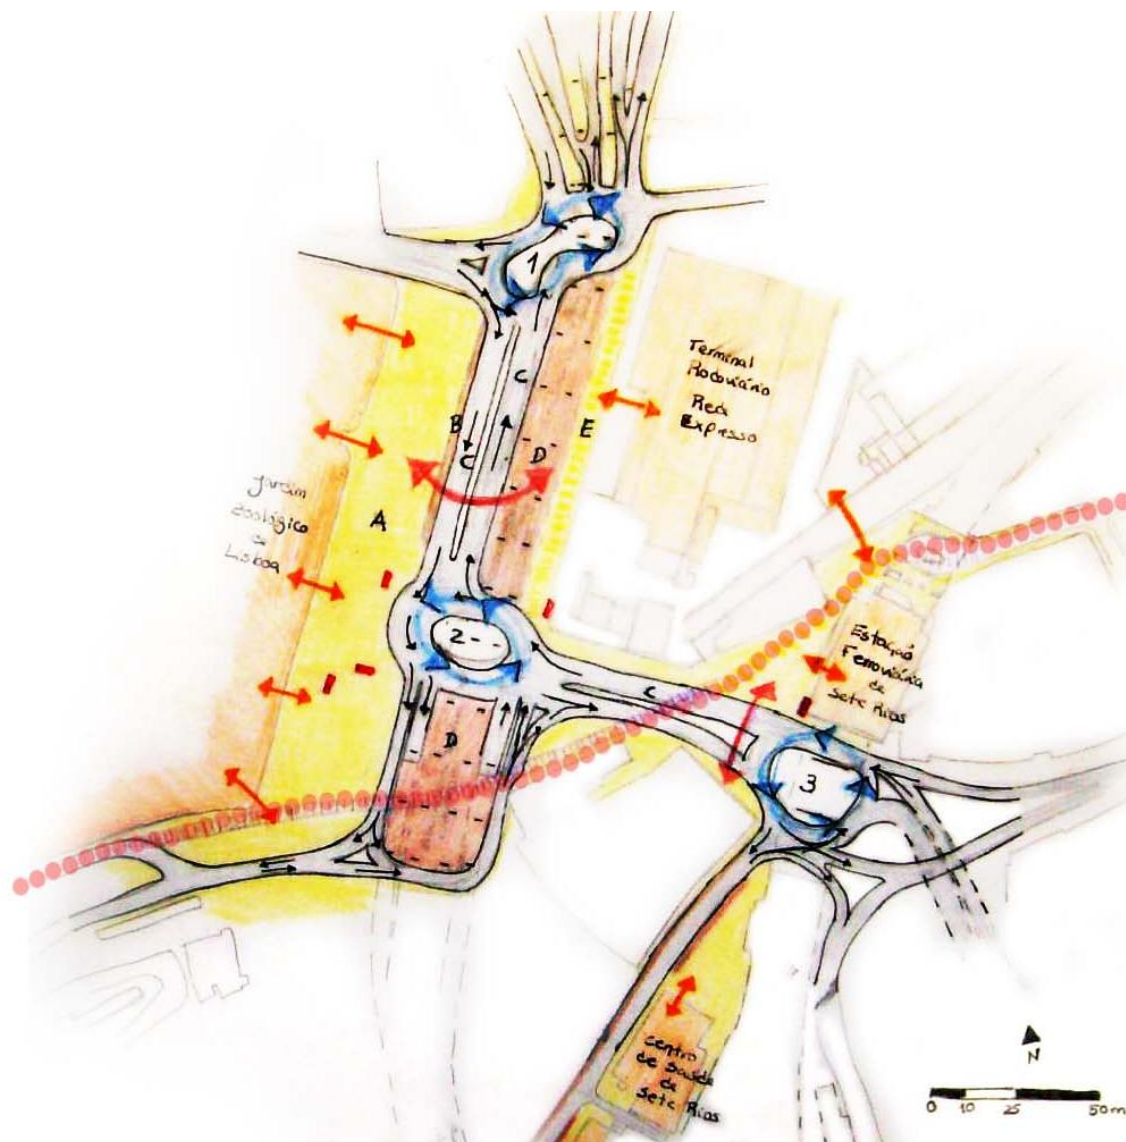 1
Terminal
Rodoviário
Rede
Expresso
C
B
C
D
E
Jardim
Zoológico
de
Lisboa
A
2
Estação
Ferroviária
de
Sete Rios
C
D
3
Centro
de Saúde
de
Sete Rios
N
0 10 25 50 m